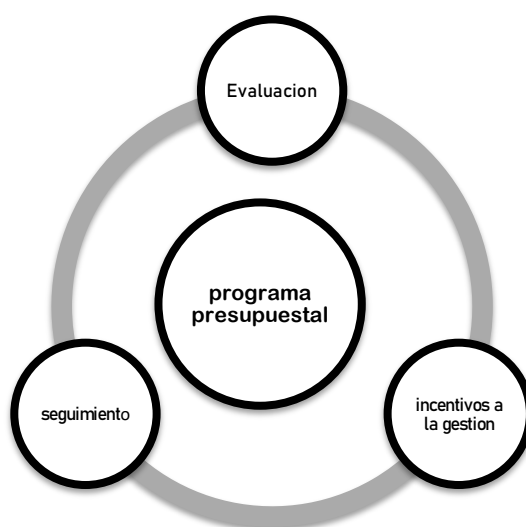 Evaluacion
programa
presupuestal
seguimiento
incentivos a
la gestion